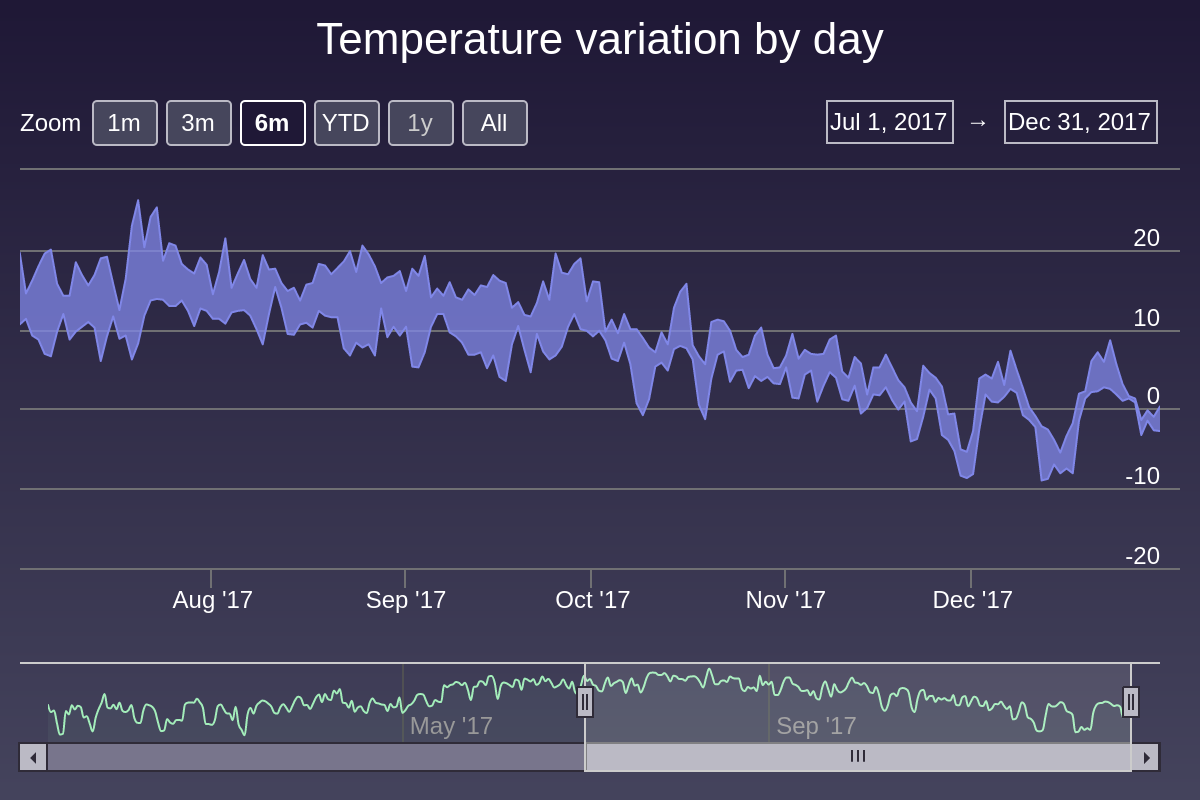 Temperature variation by day
Zoom 1m 3m 6m YTD 1y All Jul 1, 2017 → Dec 31, 2017
20
10
0
-10
-20
Aug '17 Sep '17 Oct '17 Nov '17 Dec '17
May '17 Sep '17